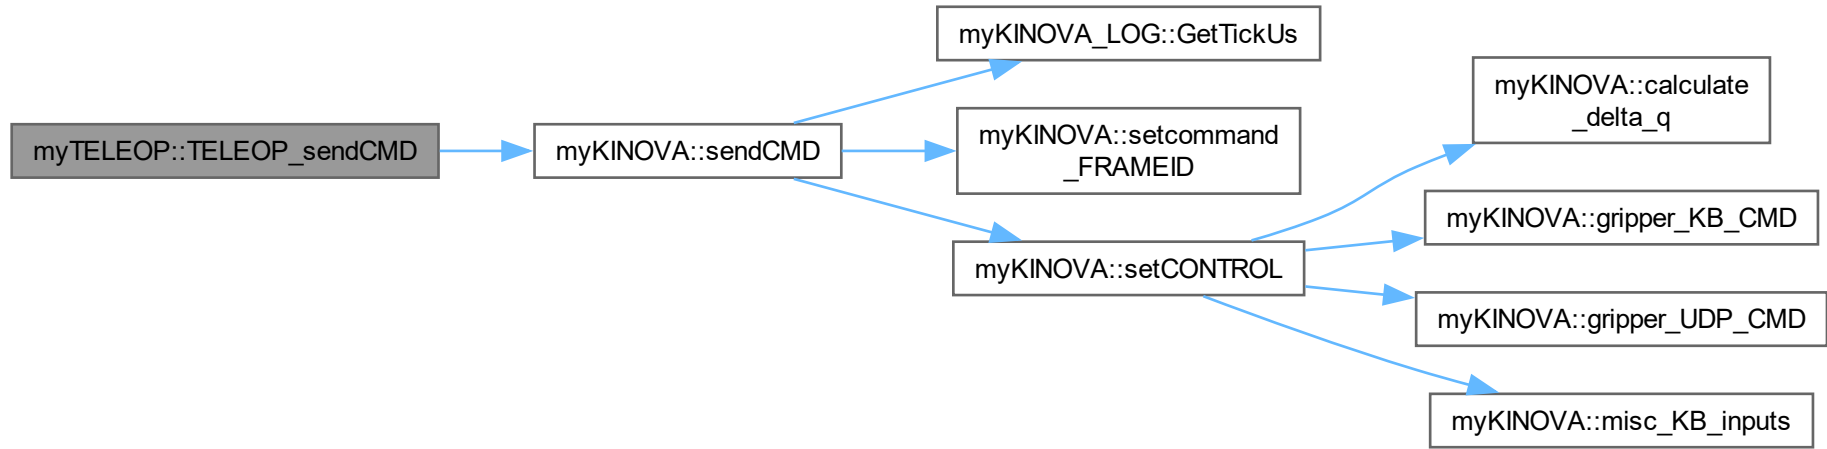 myTELEOP::TELEOP_sendCMD
myKINOVA::sendCMD
myKINOVA_LOG::GetTickUs
myKINOVA::setcommand
_FRAMEID
myKINOVA::setCONTROL
myKINOVA::calculate
_delta_q
myKINOVA::gripper_KB_CMD
myKINOVA::gripper_UDP_CMD
myKINOVA::misc_KB_inputs